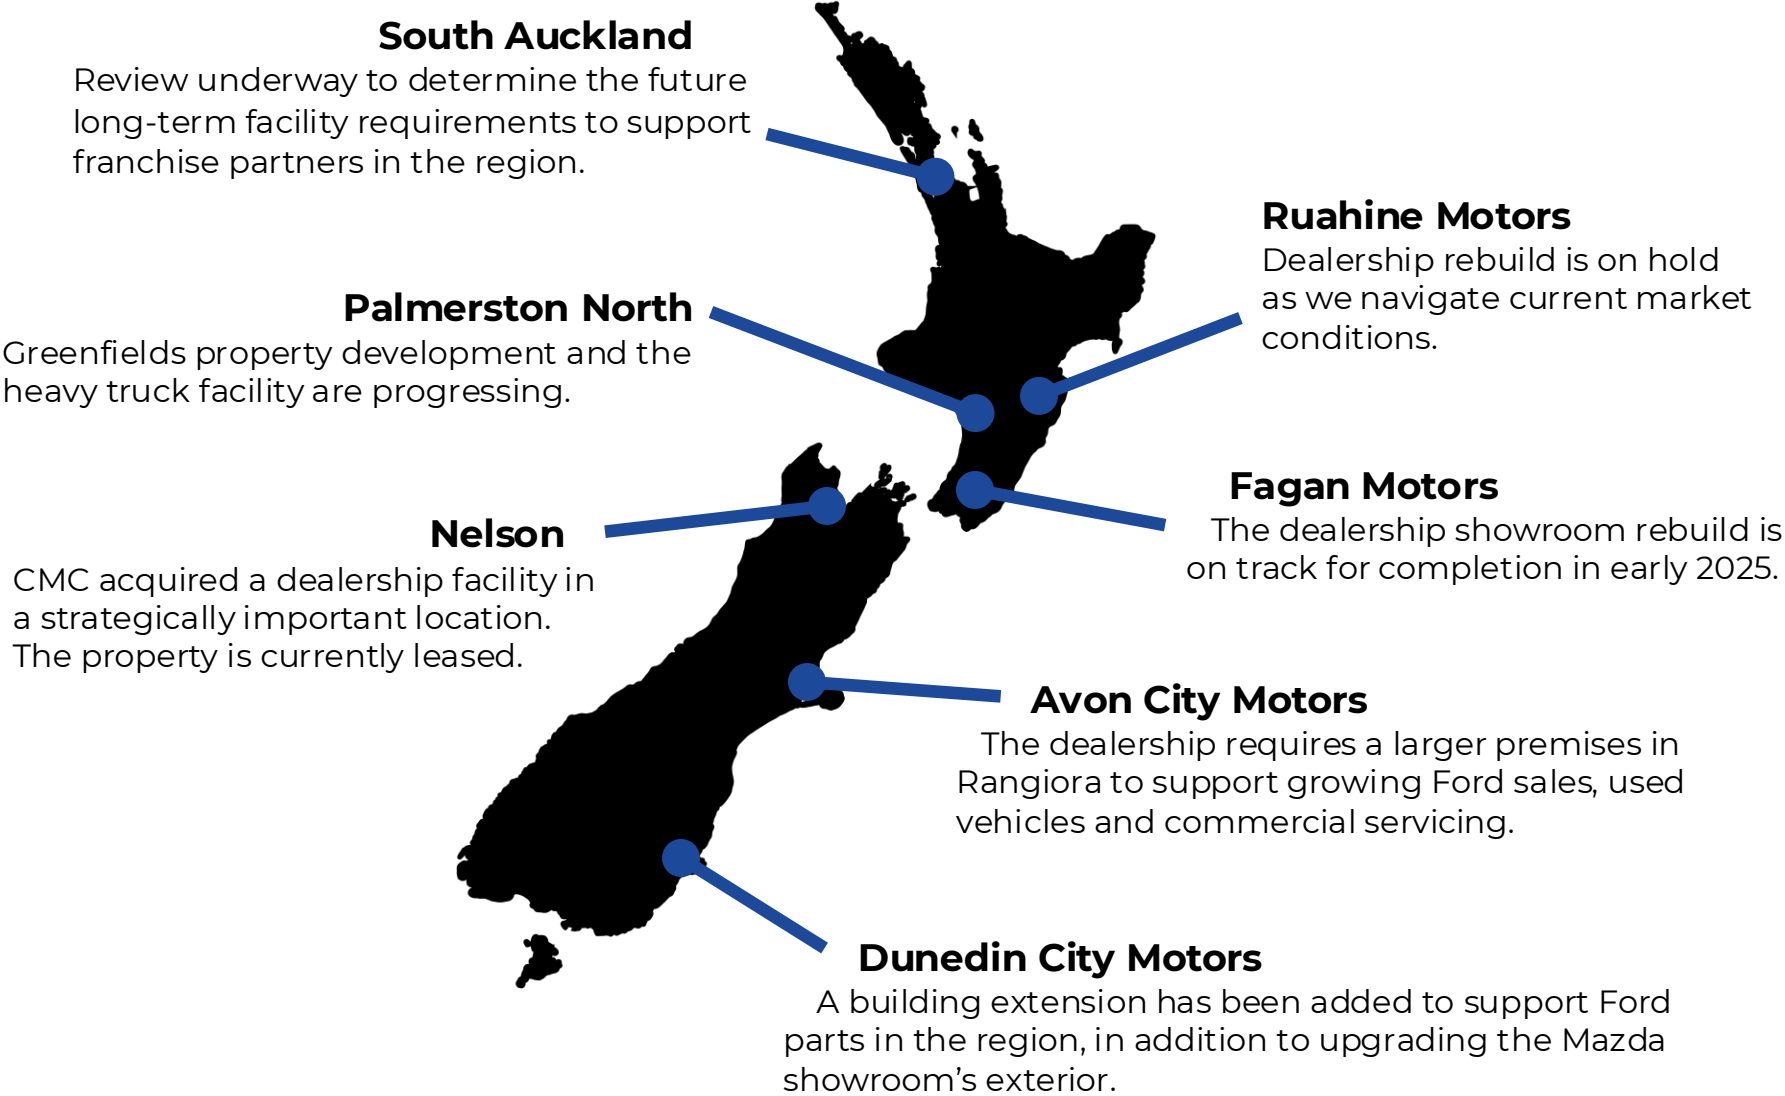 South Auckland
Review underway to determine the future
long-term facility requirements to support
franchise partners in the region.
Ruahine Motors
Dealership rebuild is on hold
as we navigate current market
conditions.
Palmerston North
Greenfields property development and the
heavy truck facility are progressing.
Fagan Motors
The dealership showroom rebuild is
on track for completion in early 2025.
Nelson
CMC acquired a dealership facility in
a strategically important location.
The property is currently leased.
Avon City Motors
The dealership requires a larger premises in
Rangiora to support growing Ford sales, used
vehicles and commercial servicing.
Dunedin City Motors
A building extension has been added to support Ford
parts in the region, in addition to upgrading the Mazda
showroom’s exterior.